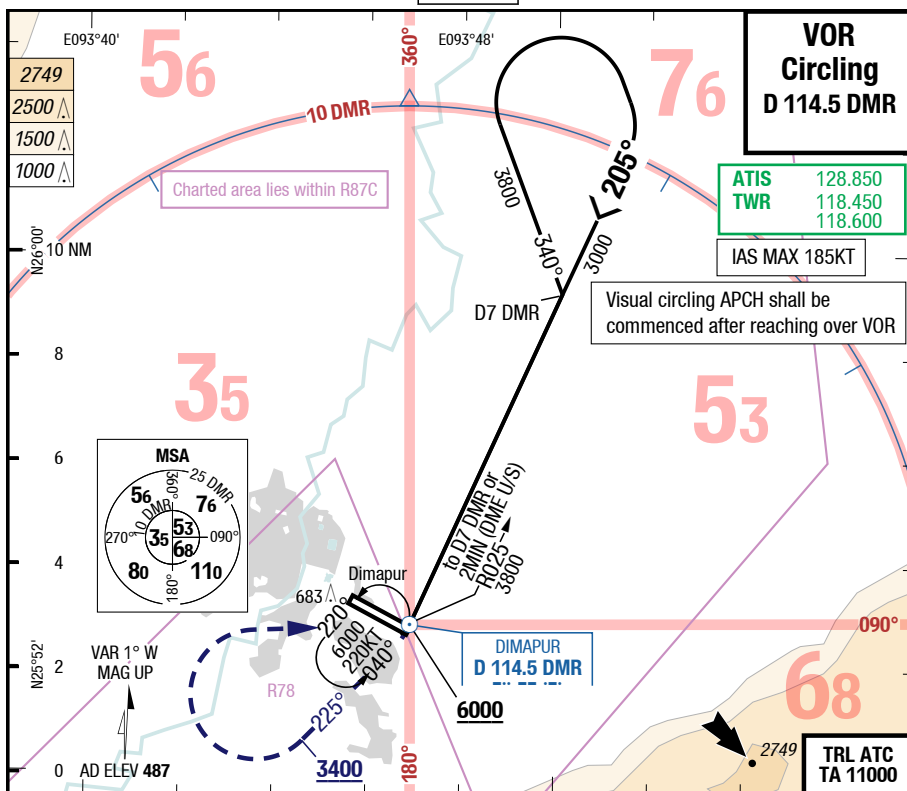 E093°40'
E093°48'
VOR
Circling
D 114.5 DMR
2749
2500
1500
1000
56
360°
76
10 DMR
205°
Charted area lies within R87C
3800
340°
3000
ATIS 128.850
TWR 118.450
118.600
N26°00'
10 NM
IAS MAX 185KT
D7 DMR
Visual circling APCH shall be
commenced after reaching over VOR
8
35
53
6
MSA
25 DMR
360°
56
76
10 DMR
270°
35
53
68
090°
80
110
180°
to D7 DMR or
2MIN (DME U/S)
R025
3800
4
Dimapur
683
220°
6000
220KT
040°
090°
VAR 1° W
MAG UP
N25°52'
2
DIMAPUR
D 114.5 DMR
R78
225°
6000
68
3400
180°
2749
AD ELEV 487
0
TRL ATC
TA 11000